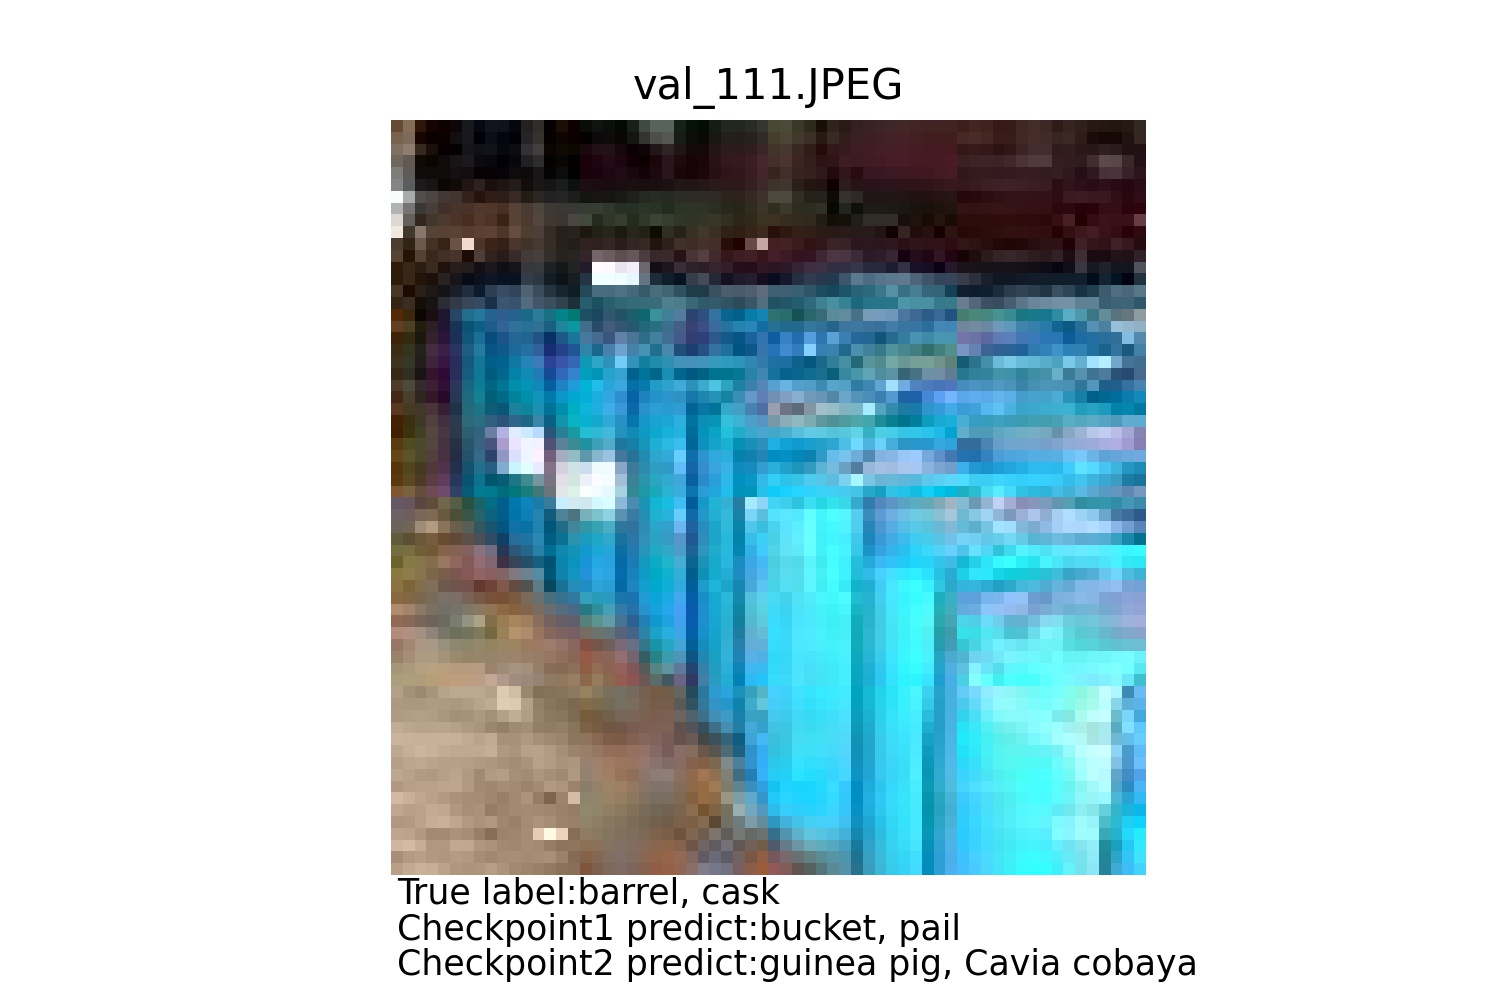 val_111.JPEG
True label:barrel, cask
Checkpoint1 predict:bucket, pail
Checkpoint2 predict:guinea pig, Cavia cobaya